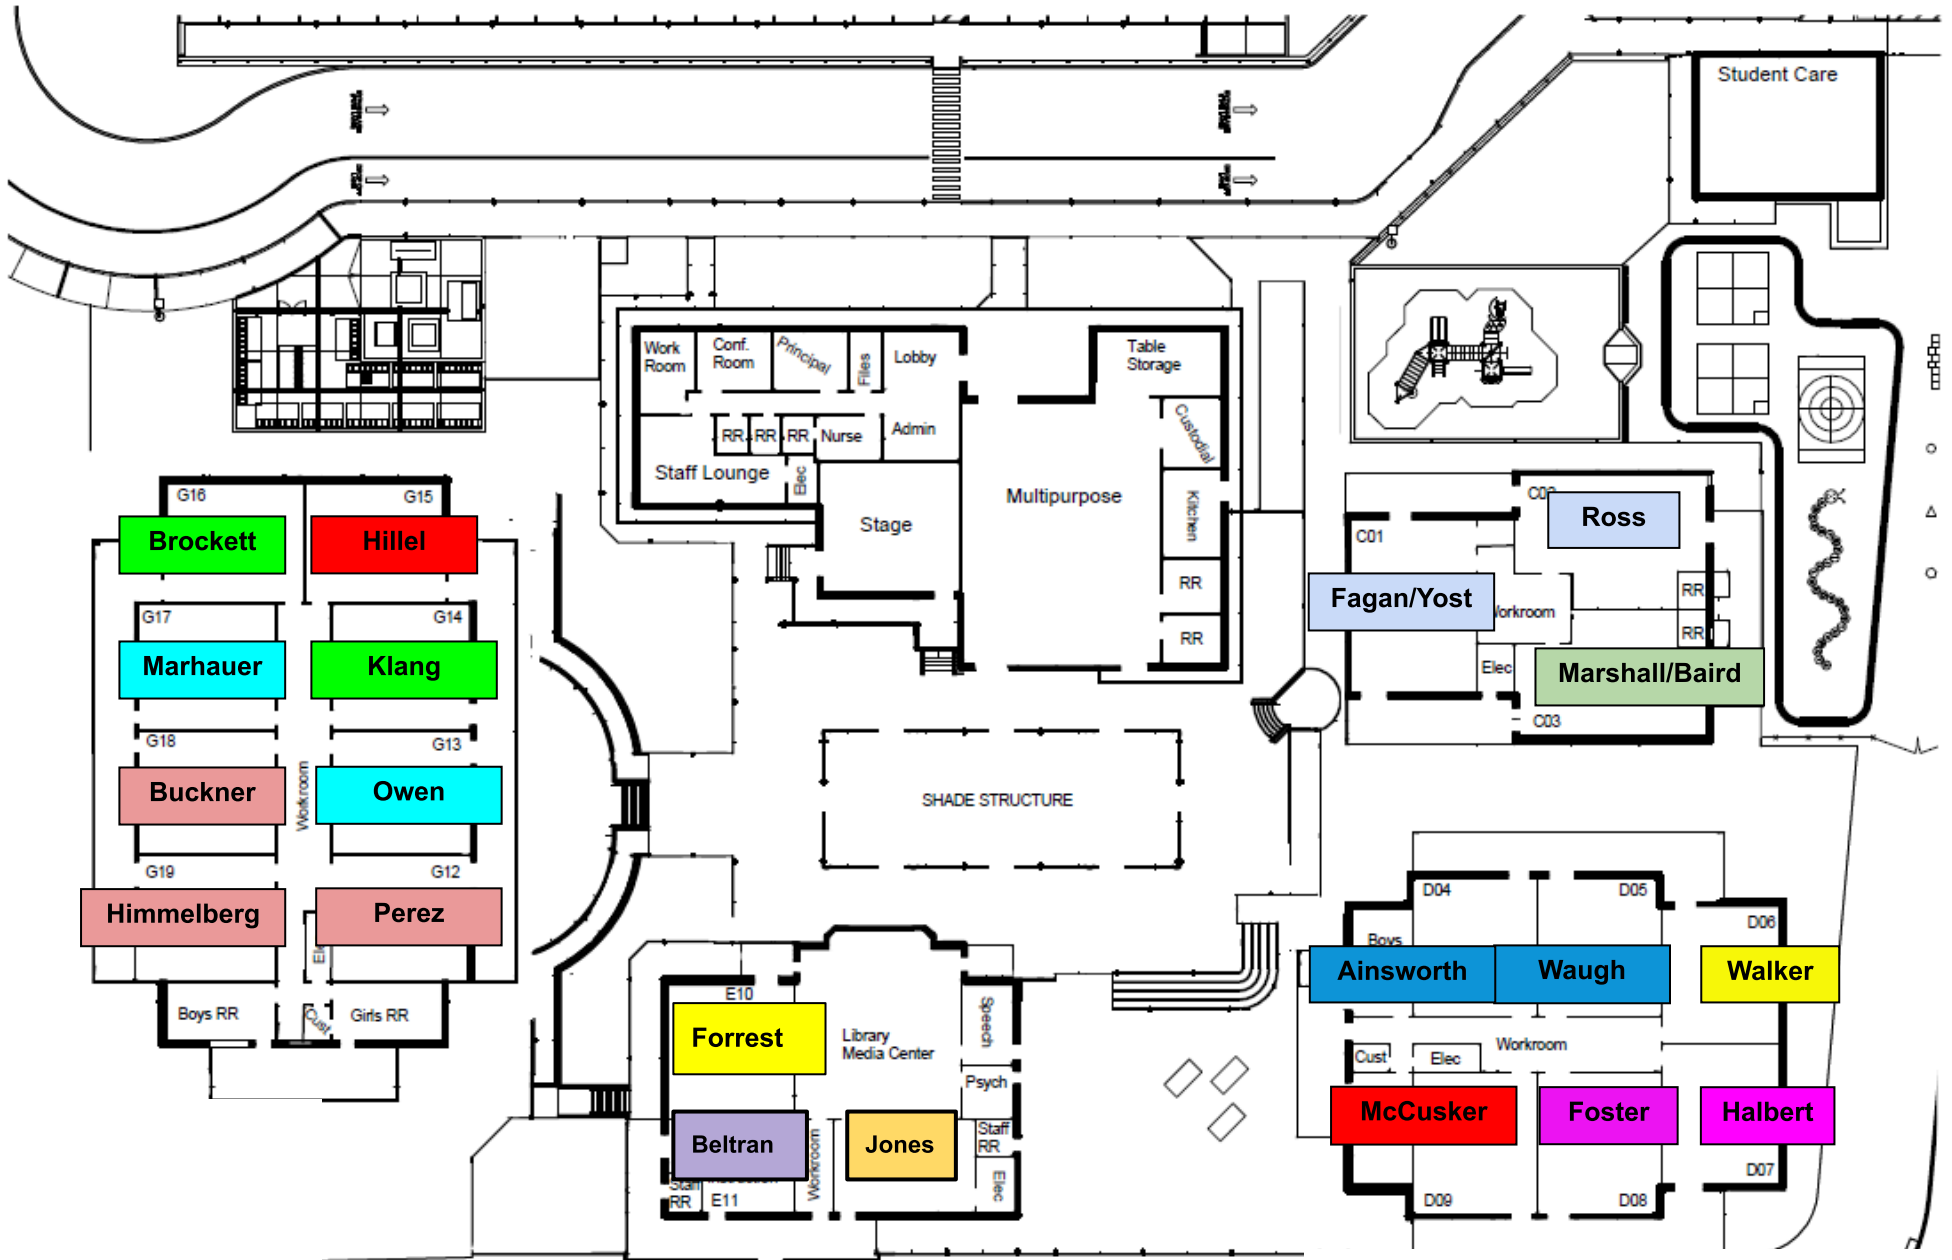 Student Care
Work
Room
Conf.
Room
Principal
Files
Lobby
Table
Storage
RR
RR
RR
Nurse
Admin
Custodial
Staff Lounge
Elec
Stage
Multipurpose
Kitchen
RR
RR
G16
G15
Brockett
Hillel
G17
G14
Marhauer
Klang
G18
G13
Buckner
Workroom
Owen
G19
G12
Himmelberg
Perez
Boys RR
Cust
Girls RR
SHADE STRUCTURE
Ross
C01
Fagan/Yost
Workroom
RR
RR
Elec
Marshall/Baird
C03
D04
D05
D06
Boys
Ainsworth
Waugh
Walker
Cust
Elec
Workroom
McCusker
Foster
Halbert
D07
D09
D08
E10
Forrest
Library
Media Center
Speech
Psych
Beltran
Workroom
Jones
Staff
RR
Staff
RR
E11
Elec